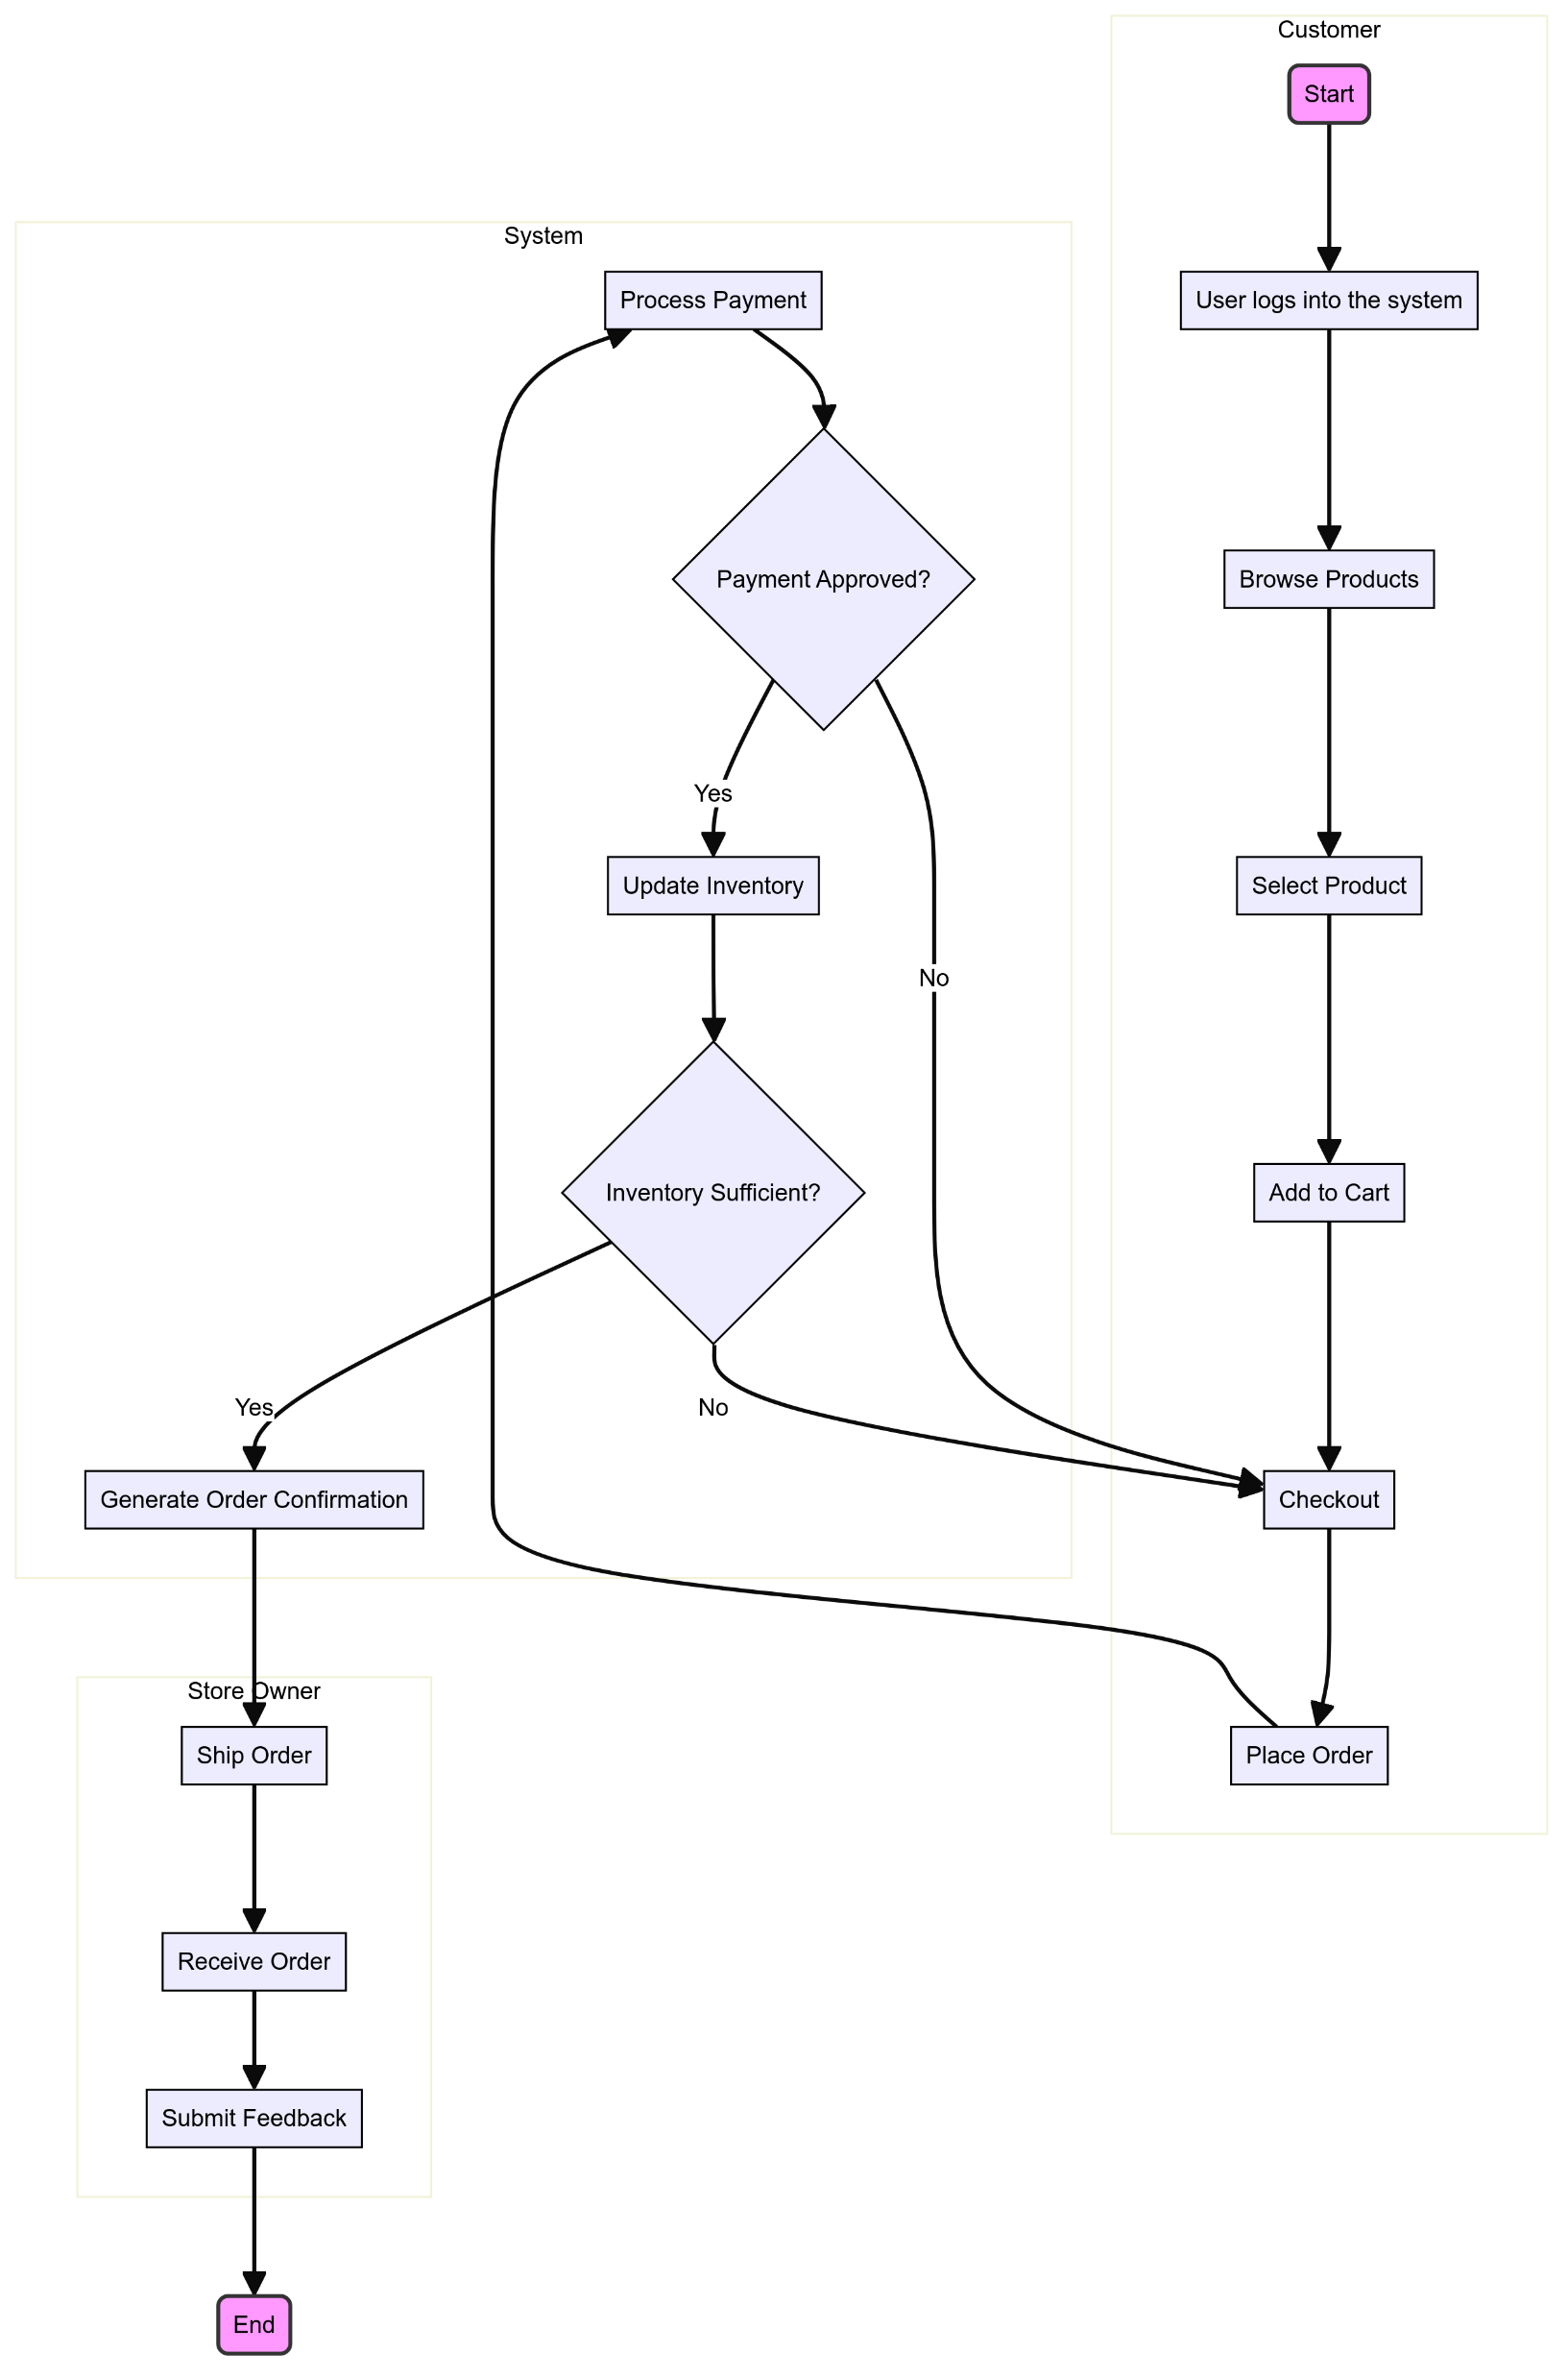 Customer
Start
User logs into the system
Browse Products
Select Product
Add to Cart
Checkout
Place Order
System
Process Payment
Payment Approved?
Yes
No
Update Inventory
Inventory Sufficient?
Yes
No
Generate Order Confirmation
Store Owner
Ship Order
Receive Order
Submit Feedback
End